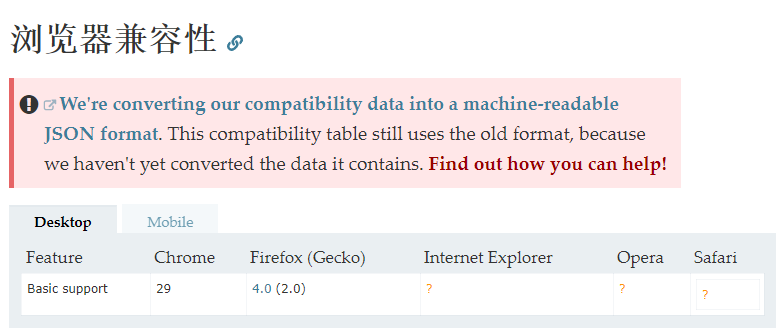 浏览器兼容性
We're converting our compatibility data into a machine-readable
JSON format. This compatibility table still uses the old format, because
we haven't yet converted the data it contains. Find out how you can help!
Desktop Mobile
Feature Chrome Firefox (Gecko) Internet Explorer Opera Safari
Basic support 29 4.0 (2.0) ? ? ?